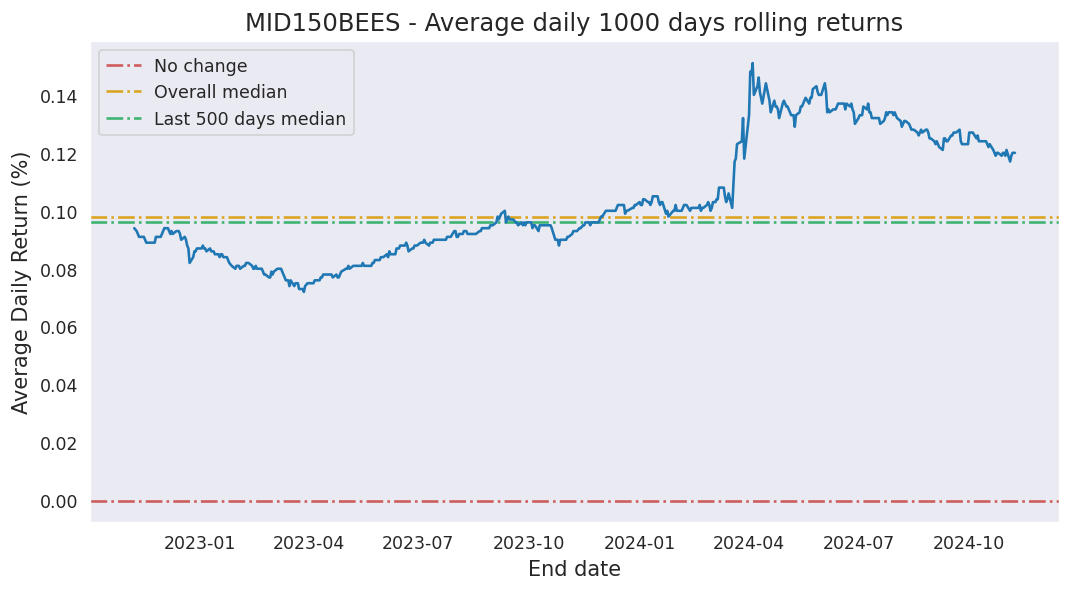 MID150BEES - Average daily 1000 days rolling returns
No change
Overall median
Last 500 days median
Average Daily Return (%)
0.14
0.12
0.10
0.08
0.06
0.04
0.02
0.00
2023-01 2023-04 2023-07 2023-10 2024-01 2024-04 2024-07 2024-10
End date